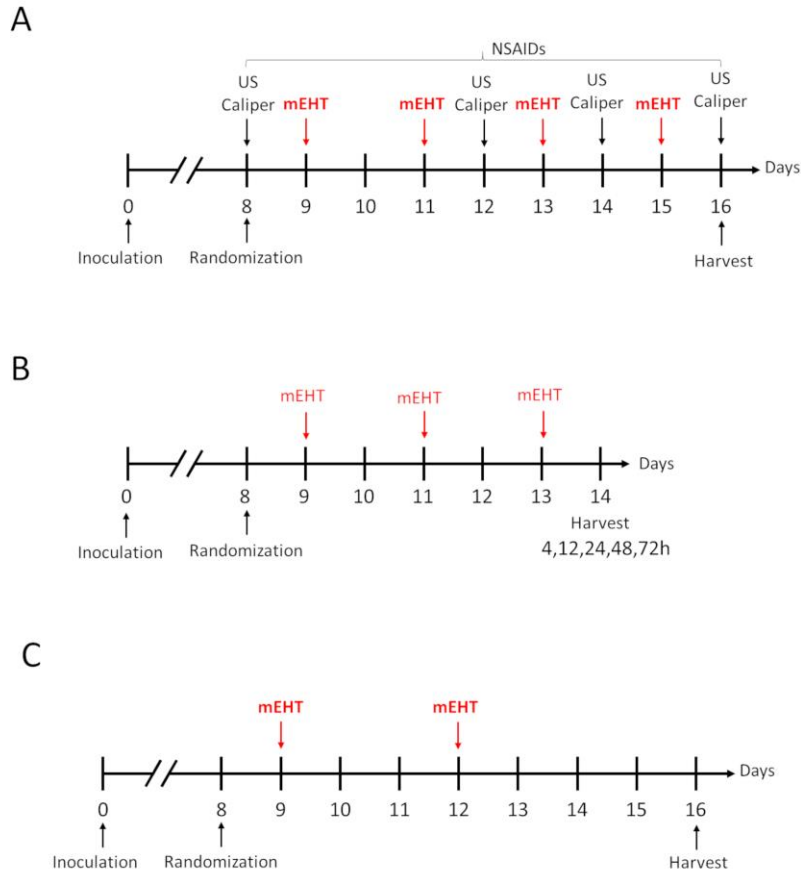 A
NSAIDs
US US US US
Caliper mEHT mEHT Caliper mEHT Caliper mEHT Caliper
Days
0 8 9 10 11 12 13 14 15 16
Inoculation Randomization Harvest
B
mEHT mEHT mEHT
Days
0 8 9 10 11 12 13 14
Harvest
Inoculation Randomization 4,12,24,48,72h
C
mEHT mEHT
Days
0 8 9 10 11 12 13 14 15 16
Inoculation Randomization Harvest